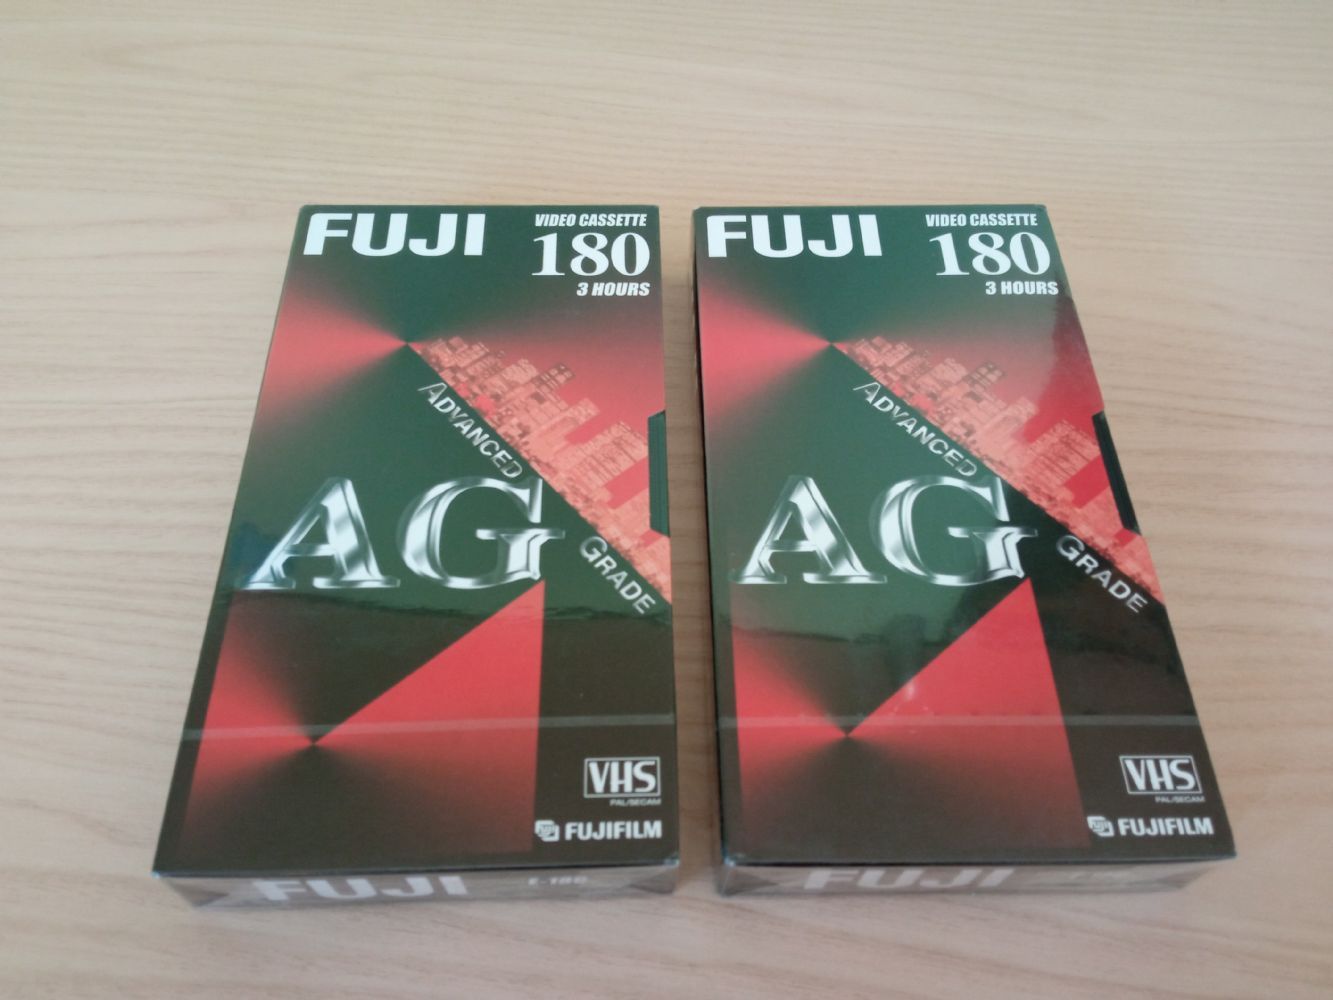 FUJI
VIDEO CASSETTE
180
3 HOURS
ADVANCED
AG
GRADE
VHS
PAL/SECAM
FUJIFILM
FUJI
E-180
FUJI
VIDEO CASSETTE
180
3 HOURS
ADVANCED
AG
GRADE
VHS
PAL/SECAM
FUJIFILM
FUJI